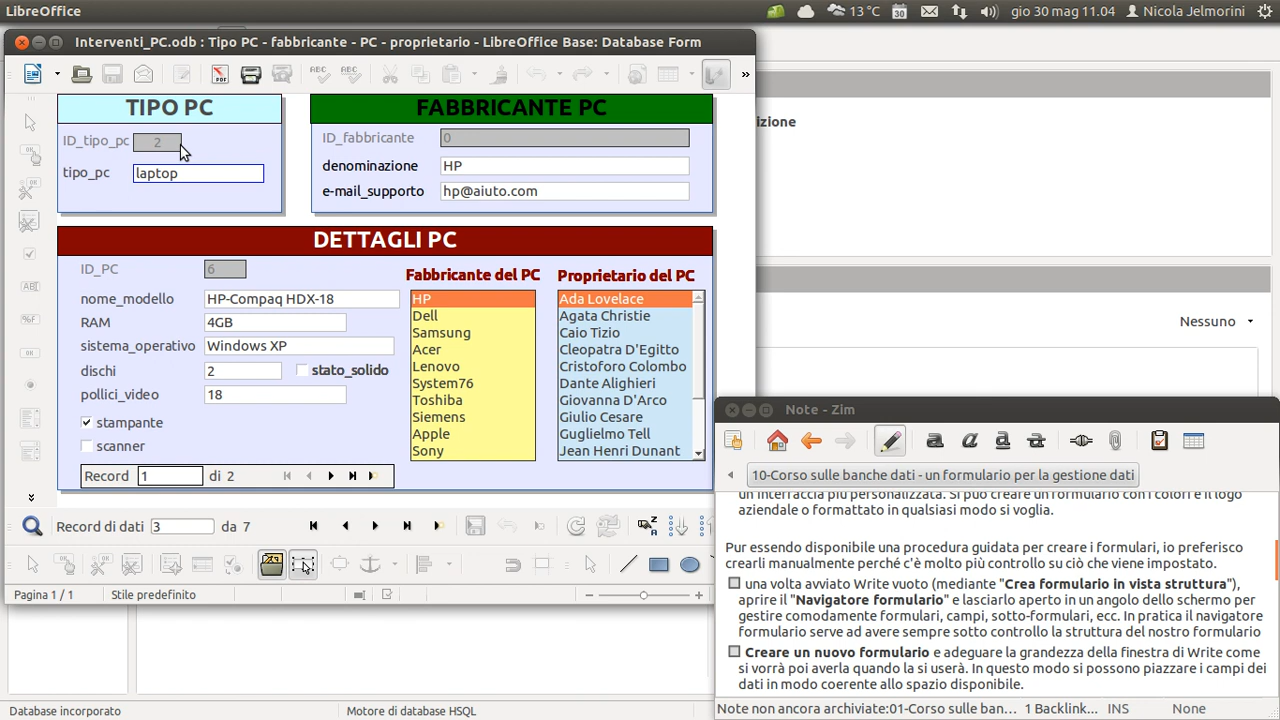 LibreOffice
13 °C
30
gio 30 mag 11.04
Nicola Jelmorini
Interventi_PC.odb : Tipo PC - fabbricante - PC - proprietario - LibreOffice Base: Database Form
TIPO PC
ID_tipo_pc 2
tipo_pc laptop
FABBRICANTE PC
ID_fabbricante 0
denominazione HP
e-mail_supporto hp@aiuto.com
izione
DETTAGLI PC
ID_PC 6
nome_modello HP-Compaq HDX-18
RAM 4GB
sistema_operativo Windows XP
dischi 2 stato_solido
pollici_video 18
stampante
scanner
Record 1 di 2
Fabbricante del PC
HP
Dell
Samsung
Acer
Lenovo
System76
Toshiba
Siemens
Apple
Sony
Proprietario del PC
Ada Lovelace
Agata Christie
Caio Tizio
Cleopatra D'Egitto
Cristoforo Colombo
Dante Alighieri
Giovanna D'Arco
Giulio Cesare
Guglielmo Tell
Jean Henri Dunant
Nessuno
Record di dati 3 da 7
Pagina 1 / 1 Stile predefinito
Note - Zim
10-Corso sulle banche dati - un formulario per la gestione dati
un'interfaccia più personalizzata. Si può creare un formulario con i colori e il logo
aziendale o formattato in qualsiasi modo si voglia.
Pur essendo disponibile una procedura guidata per creare i formulari, io preferisco
crearli manualmente perché c'è molto più controllo su ciò che viene impostato.
una volta avviato Write vuoto (mediante "Crea formulario in vista struttura"),
aprire il "Navigatore formulario" e lasciarlo aperto in un angolo dello schermo per
gestire comodamente formulari, campi, sotto-formulari, ecc. In pratica il navigatore
formulario serve ad avere sempre sotto controllo la struttura del nostro formulario
Creare un nuovo formulario e adeguare la grandezza della finestra di Write come
si vorrà poi averla quando la si userà. In questo modo si possono piazzare i campi dei
dati in modo coerente allo spazio disponibile.
Note non ancora archiviate:01-Corso sulle ban... 1 Backlink... INS None
Database incorporato Motore di database HSQL